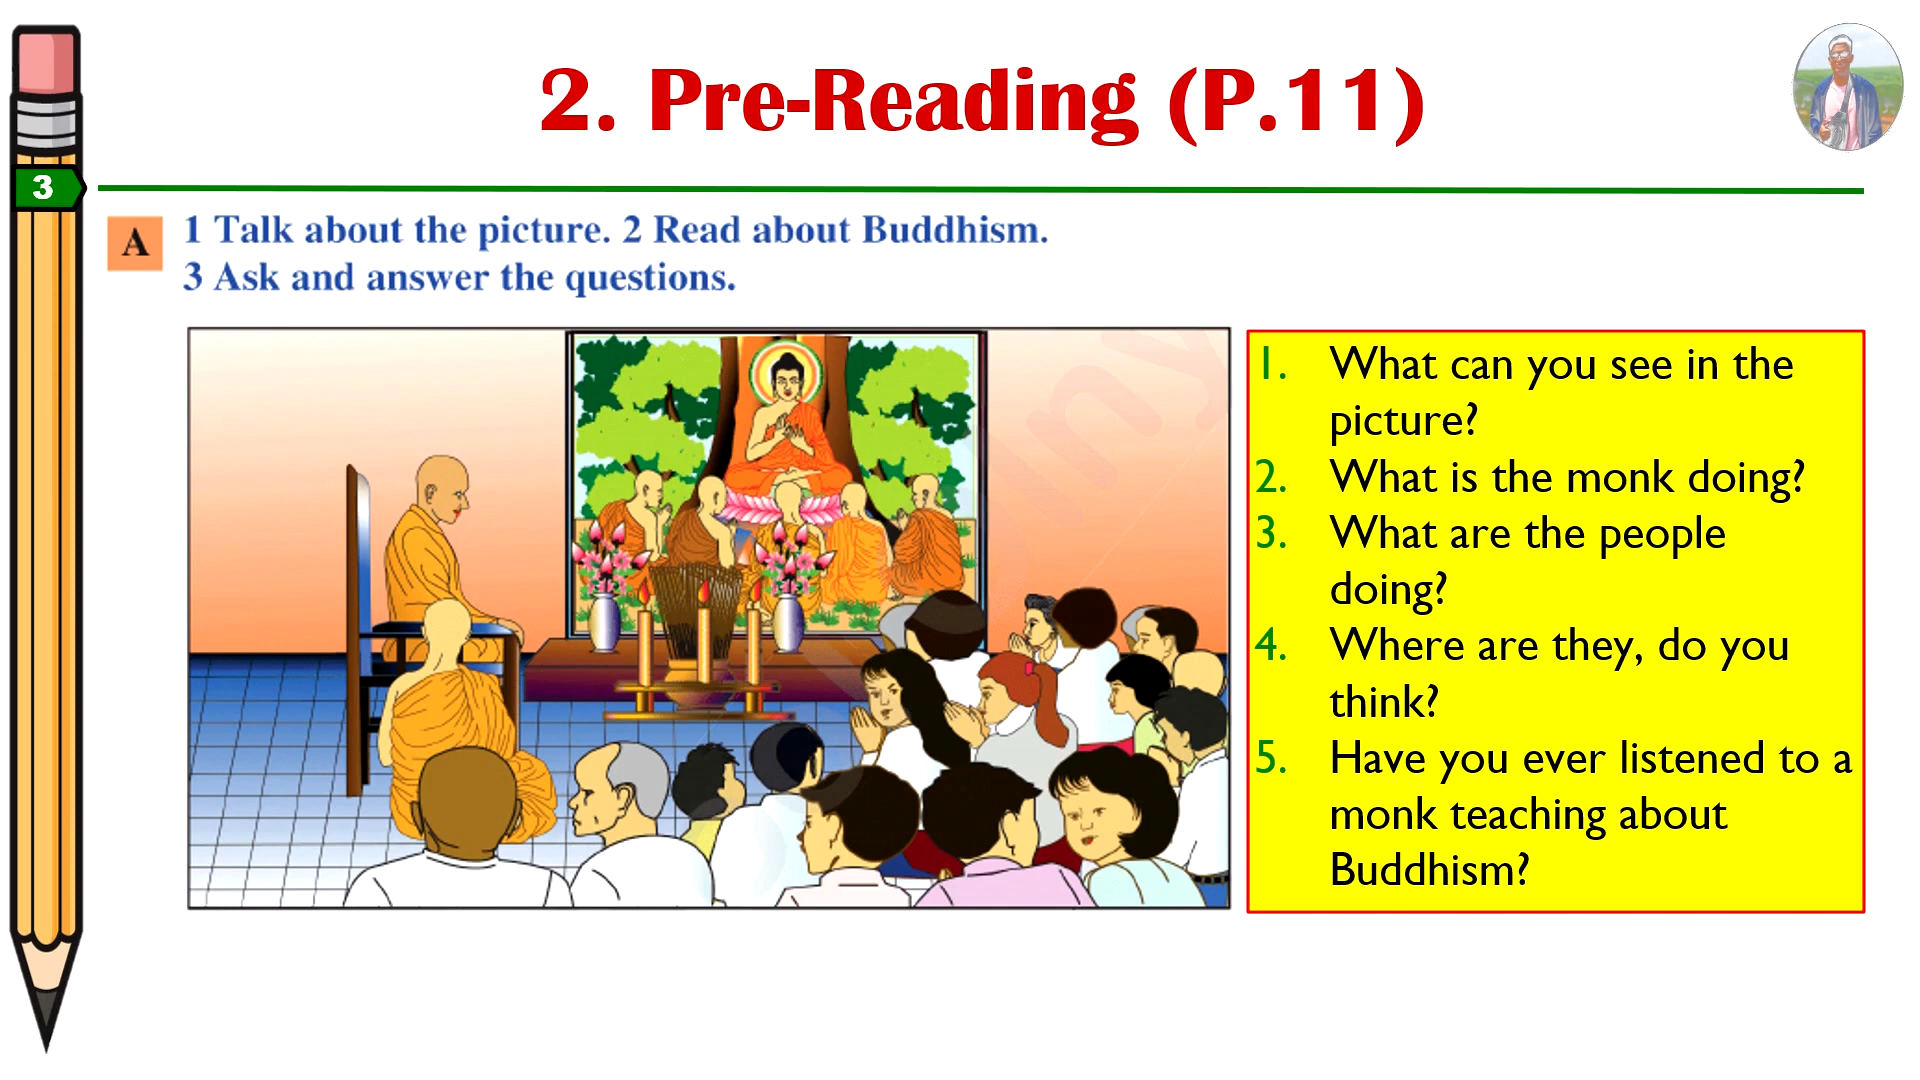 2. Pre-Reading (P.11)
3
A
1 Talk about the picture. 2 Read about Buddhism.
3 Ask and answer the questions.
1. What can you see in the
picture?
2. What is the monk doing?
3. What are the people
doing?
4. Where are they, do you
think?
5. Have you ever listened to a
monk teaching about
Buddhism?